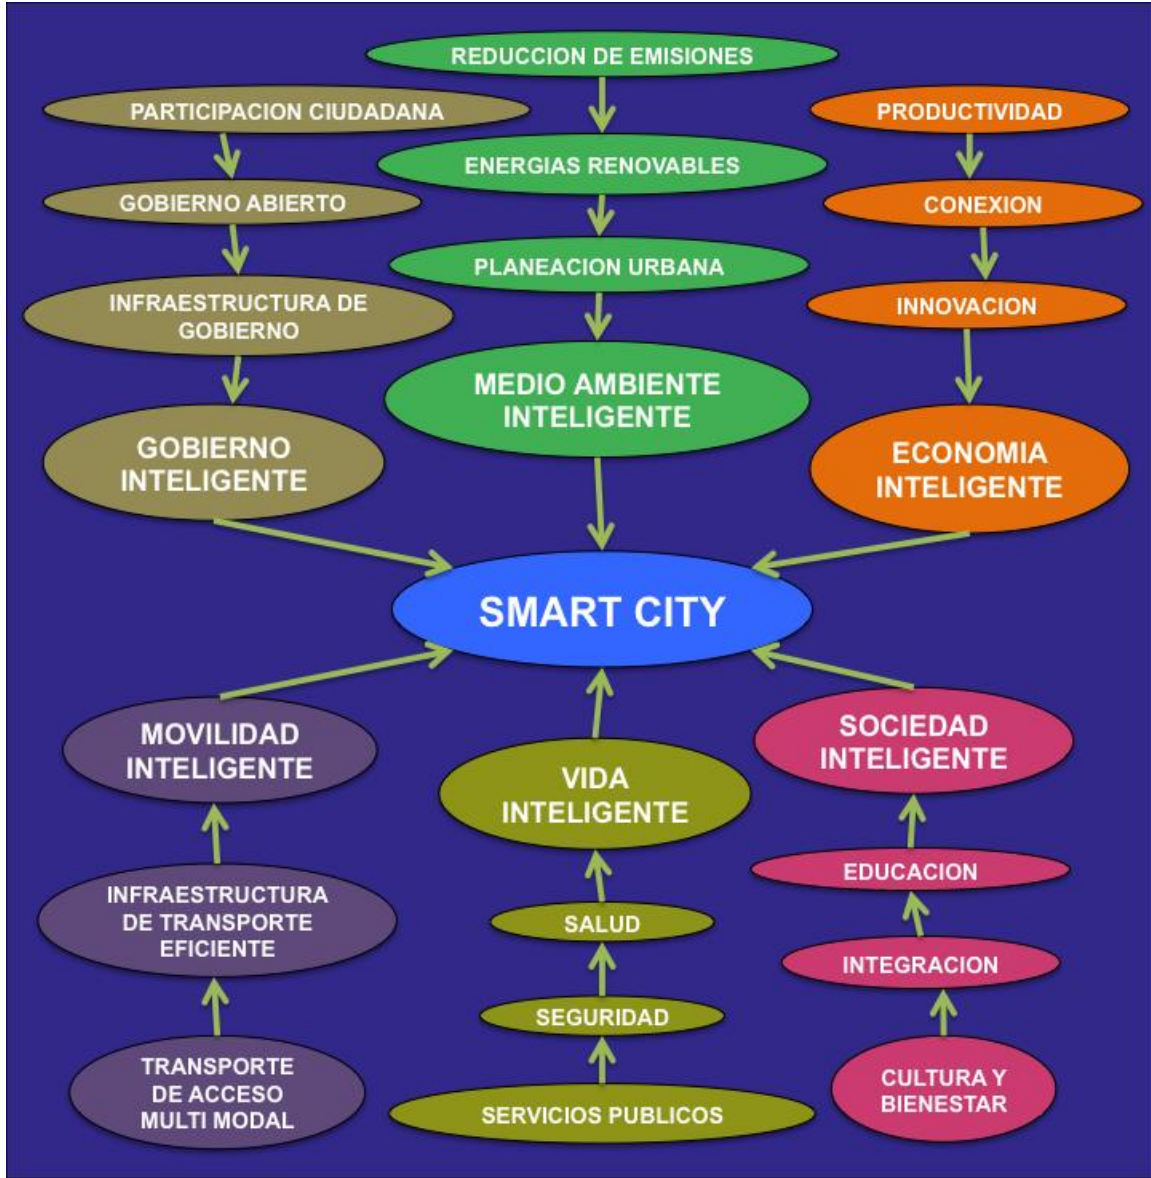 REDUCCION DE EMISIONES
PARTICIPACION CIUDADANA
PRODUCTIVIDAD
ENERGIAS RENOVABLES
GOBIERNO ABIERTO
CONEXION
PLANEACION URBANA
INFRAESTRUCTURA DE
GOBIERNO
INNOVACION
MEDIO AMBIENTE
INTELIGENTE
GOBIERNO
INTELIGENTE
ECONOMIA
INTELIGENTE
SMART CITY
MOVILIDAD
INTELIGENTE
VIDA
INTELIGENTE
SOCIEDAD
INTELIGENTE
INFRAESTRUCTURA
DE TRANSPORTE
EFICIENTE
SALUD
EDUCACION
INTEGRACION
SEGURIDAD
TRANSPORTE
DE ACCESO
MULTI MODAL
SERVICIOS PUBLICOS
CULTURA Y
BIENESTAR